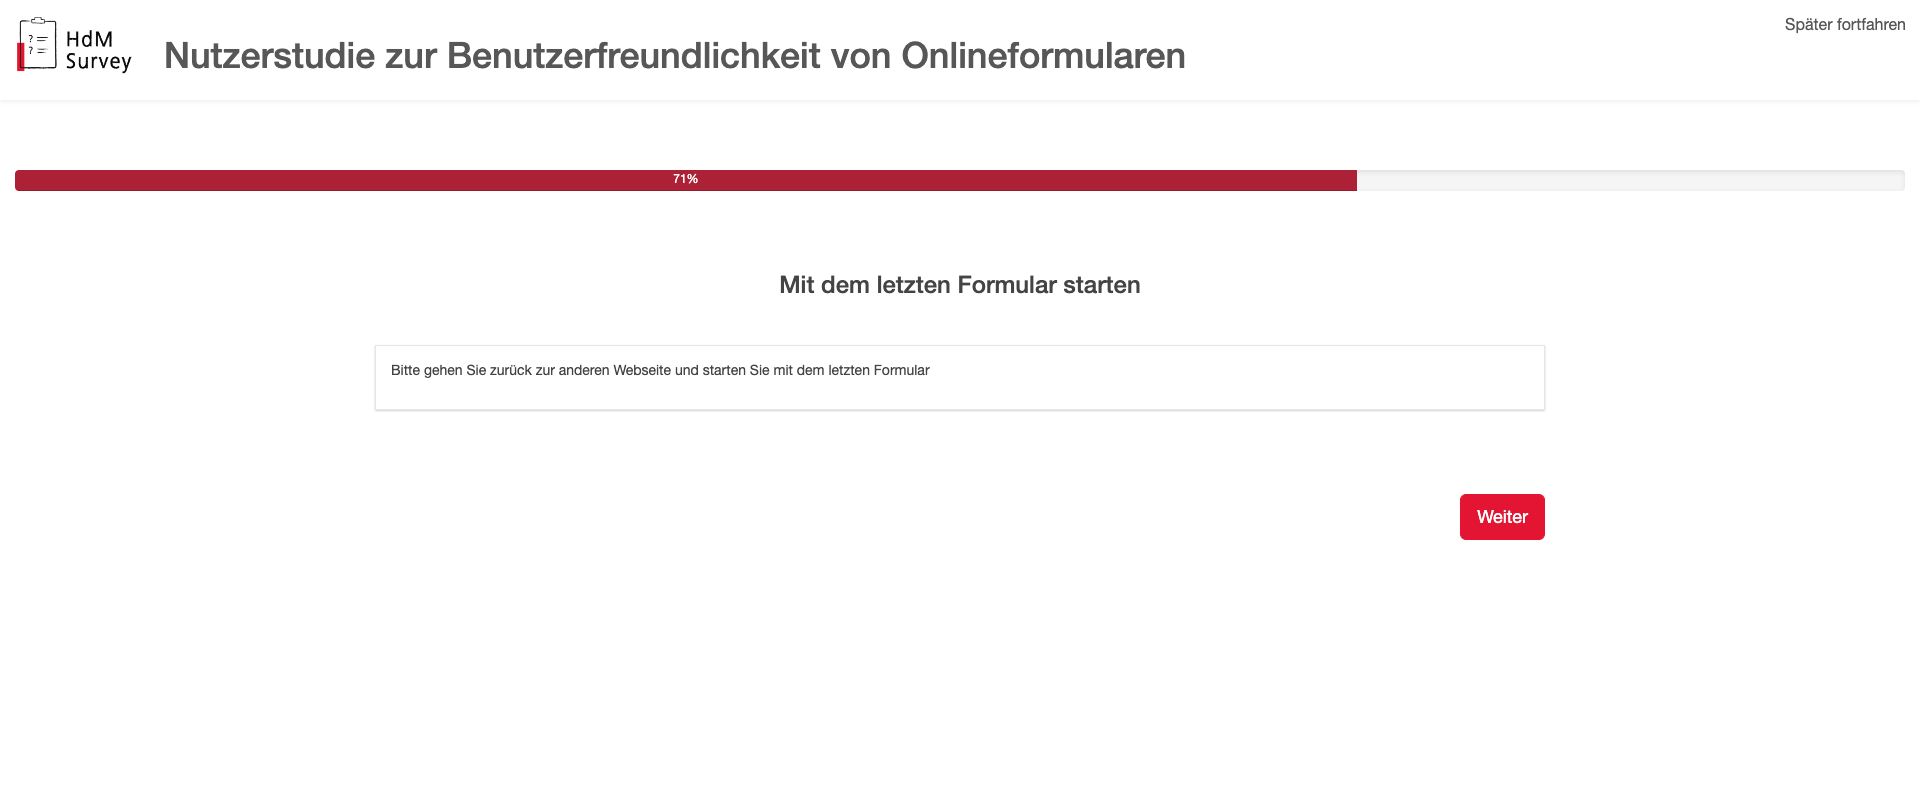 HdM
Survey
Nutzerstudie zur Benutzerfreundlichkeit von Onlineformularen
Später fortfahren
71%
Mit dem letzten Formular starten
Bitte gehen Sie zurück zur anderen Webseite und starten Sie mit dem letzten Formular
Weiter